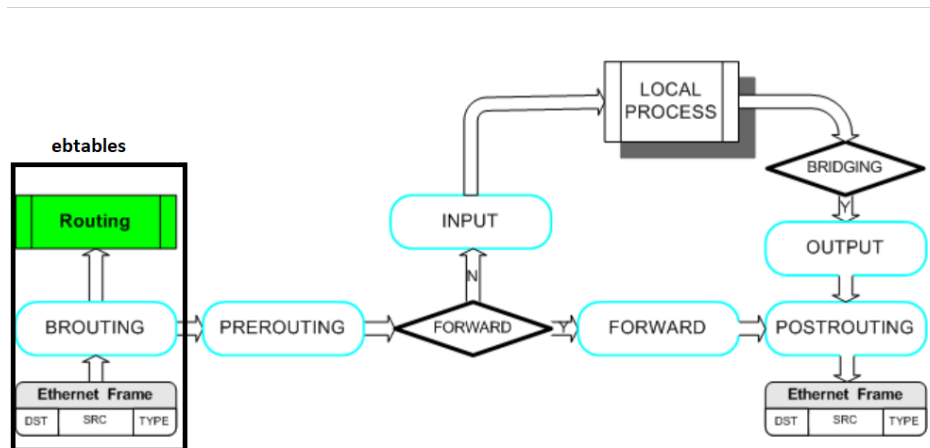 LOCAL
PROCESS
ebtables
BRIDGING
Y
Routing
INPUT
OUTPUT
N
BROUTING
PREROUTING
FORWARD
Y
FORWARD
POSTROUTING
Ethernet Frame
DST SRC TYPE
Ethernet Frame
DST SRC TYPE